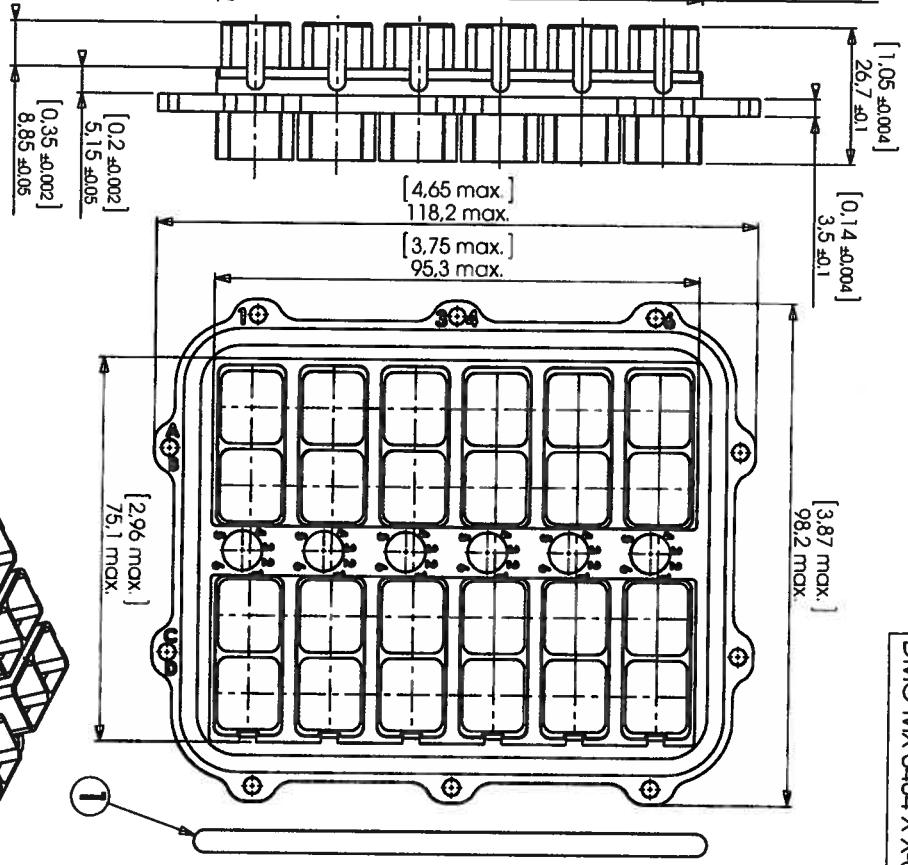 [1,05 ±0.004]
26,7 ±0.1
[0,14 ±0.004]
3,5 ±0.1
[0,2 ±0.002]
5,15 ±0.05
[0,35 ±0.002]
8,85 ±0.05
[4,65 max.]
118,2 max.
[3,75 max.]
95,3 max.
[3,87 max.]
98,2 max.
[2,96 max.]
75,1 max.
1
3 4
6
A
B
C
D
1